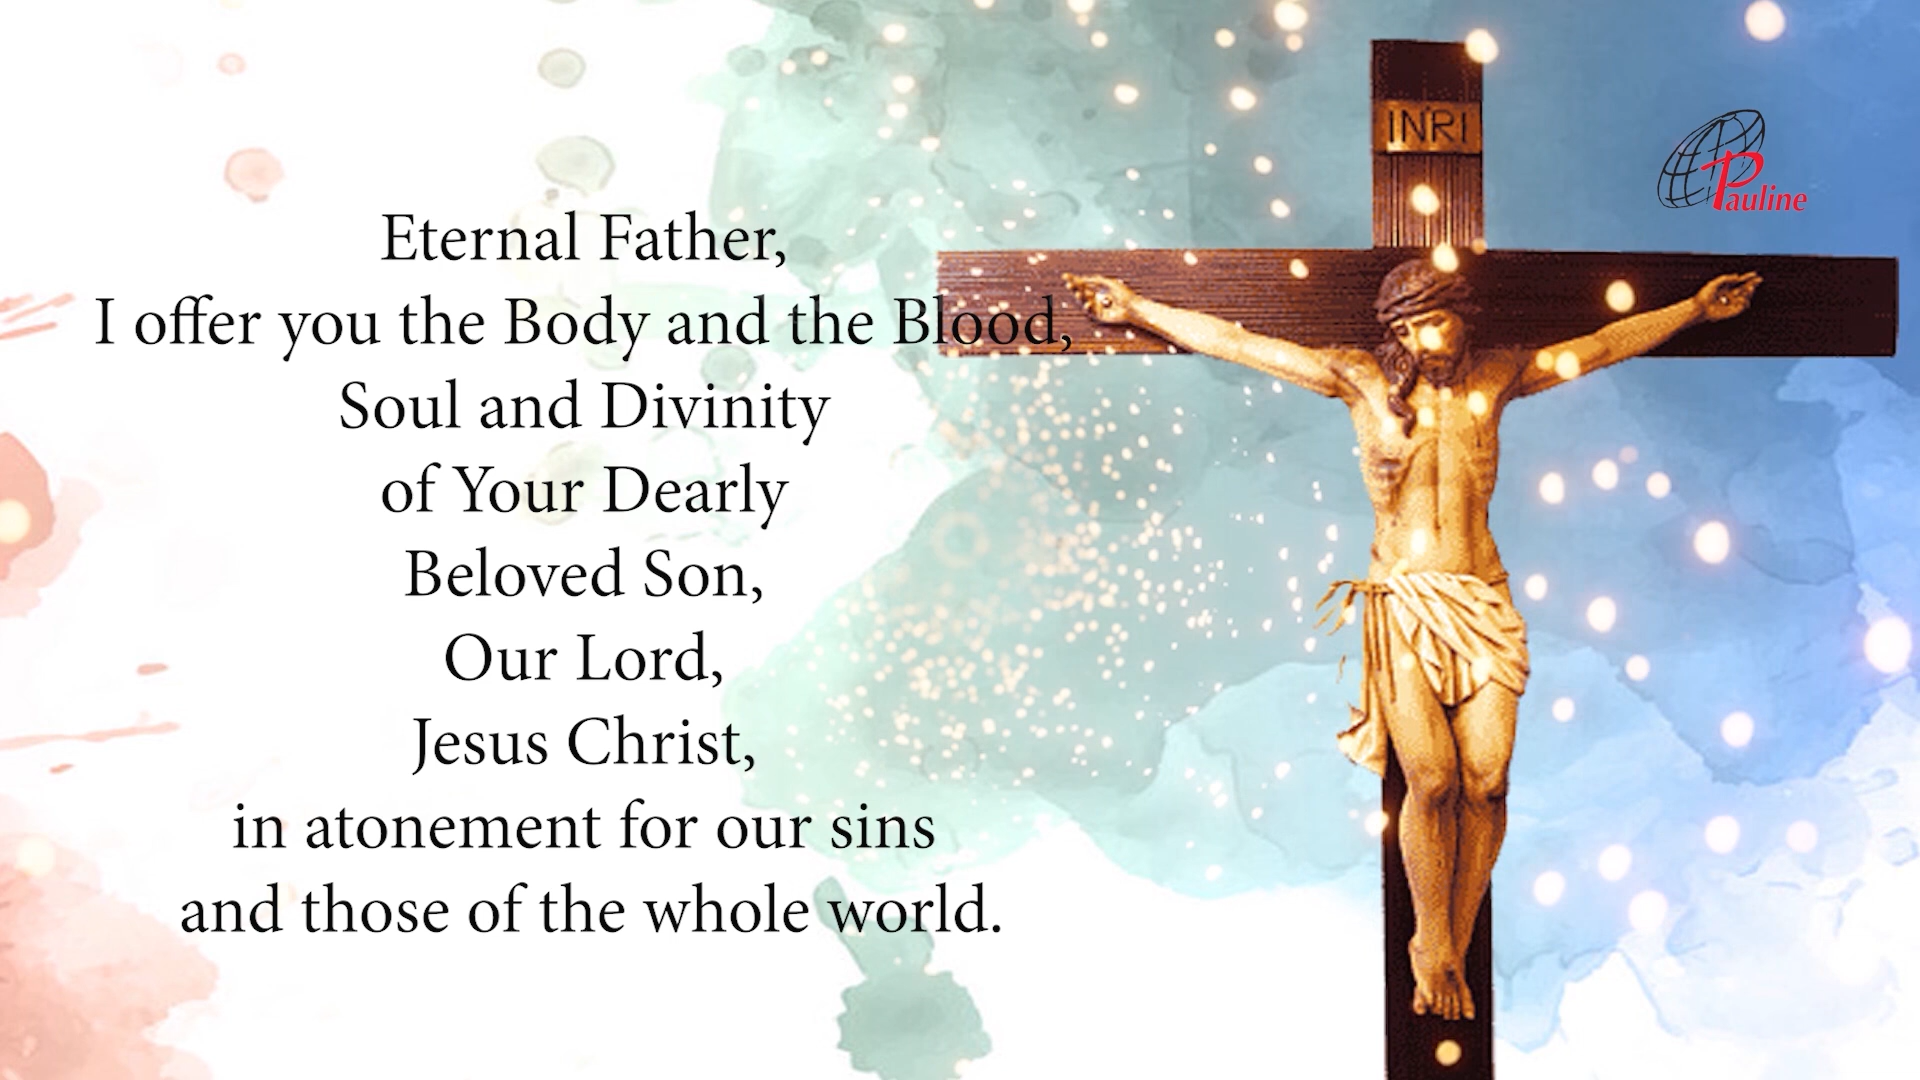 Eternal Father,
I offer you the Body and the Blood,
Soul and Divinity
of Your Dearly
Beloved Son,
Our Lord,
Jesus Christ,
in atonement for our sins
and those of the whole world.
INRI
Pauline